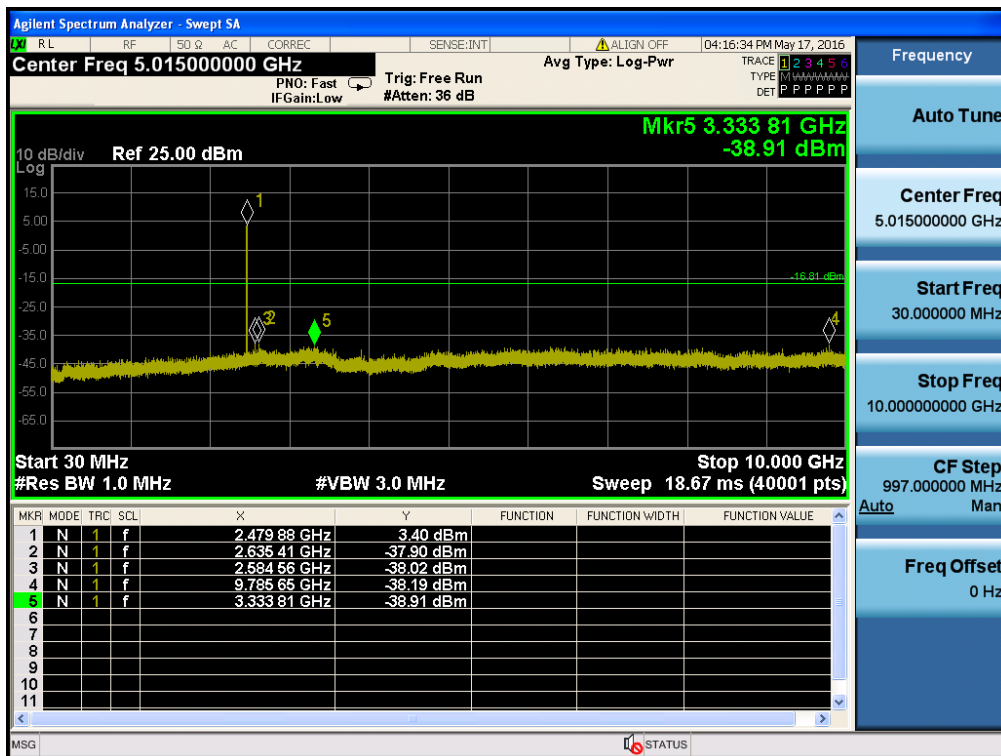 Agilent Spectrum Analyzer - Swept SA
LXI RL RF 50 Ω AC CORREC SENSE:INT ALIGN OFF 04:16:34 PM May 17, 2016
Center Freq 5.015000000 GHz
PNO: Fast
IFGain:Low
Trig: Free Run
#Atten: 36 dB
Avg Type: Log-Pwr
TRACE 1 2 3 4 5 6
TYPE M W W W W W
DET P P P P P P
Mkr5 3.333 81 GHz
-38.91 dBm
10 dB/div
Log
Ref 25.00 dBm
15.0
5.00
-5.00
-15.0
-25.0
-35.0
-45.0
-55.0
-65.0
1
3 2
5
4
-16.81 dBm
Start 30 MHz Stop 10.000 GHz
#Res BW 1.0 MHz #VBW 3.0 MHz Sweep 18.67 ms (40001 pts)
MKR MODE TRC SCL X Y FUNCTION FUNCTION WIDTH FUNCTION VALUE
1 N 1 f 2.479 88 GHz 3.40 dBm
2 N 1 f 2.635 41 GHz -37.90 dBm
3 N 1 f 2.584 56 GHz -38.02 dBm
4 N 1 f 9.785 65 GHz -38.19 dBm
5 N 1 f 3.333 81 GHz -38.91 dBm
6
7
8
9
10
11
MSG STATUS
Frequency
Auto Tune
Center Freq
5.015000000 GHz
Start Freq
30.000000 MHz
Stop Freq
10.000000000 GHz
CF Step
997.000000 MHz
Auto Man
Freq Offset
0 Hz